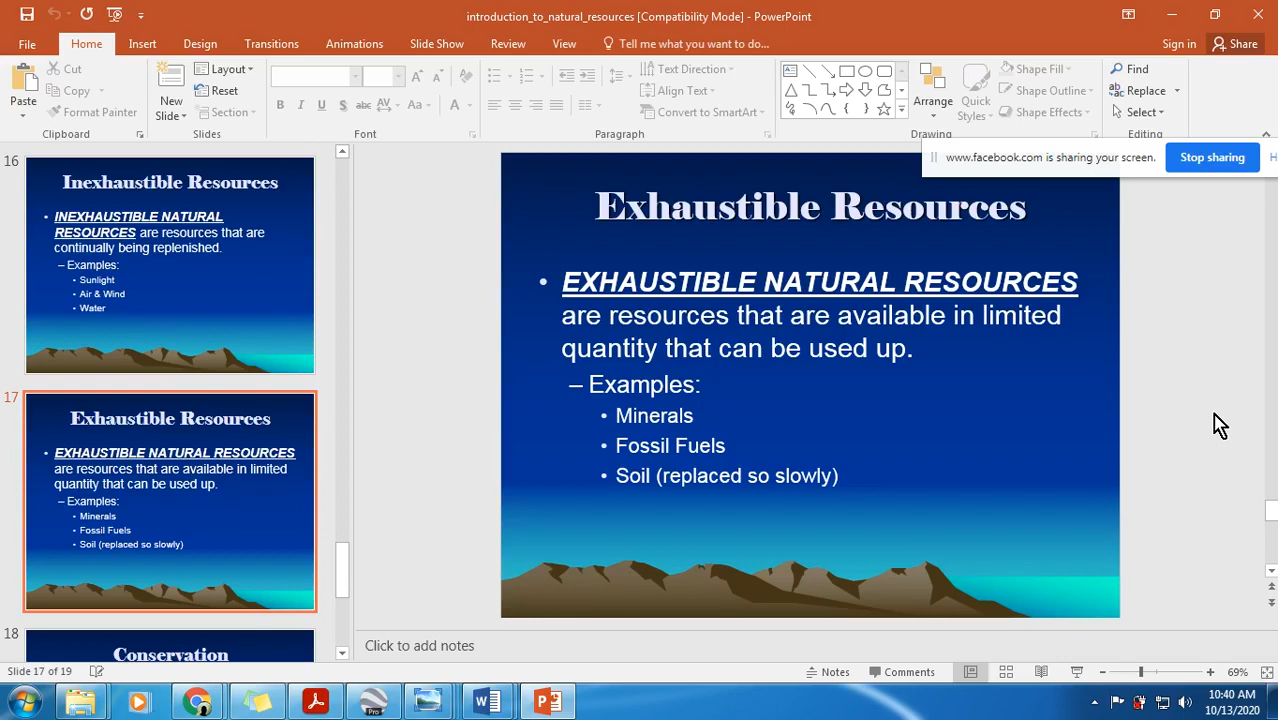 introduction_to_natural_resources [Compatibility Mode] - PowerPoint
File Home Insert Design Transitions Animations Slide Show Review View Tell me what you want to do... Sign in Share
Paste
Cut
Copy
Format Painter
Clipboard
New
Slide
Layout
Reset
Section
Slides
B I U S abc AV Aa A
Font
Text Direction
Align Text
Convert to SmartArt
Paragraph
Arrange
Quick
Styles
Shape Fill
Shape Outline
Shape Effects
Drawing
Find
Replace
Select
Editing
www.facebook.com is sharing your screen. Stop sharing H
16
Inexhaustible Resources
• INEXHAUSTIBLE NATURAL
RESOURCES are resources that are
continually being replenished.
– Examples:
• Sunlight
• Air & Wind
• Water
17
Exhaustible Resources
• EXHAUSTIBLE NATURAL RESOURCES
are resources that are available in limited
quantity that can be used up.
– Examples:
• Minerals
• Fossil Fuels
• Soil (replaced so slowly)
18
Conservation
Exhaustible Resources
• EXHAUSTIBLE NATURAL RESOURCES
are resources that are available in limited
quantity that can be used up.
– Examples:
• Minerals
• Fossil Fuels
• Soil (replaced so slowly)
Click to add notes
Slide 17 of 19 Notes Comments 69%
Pro
10:40 AM
10/13/2020